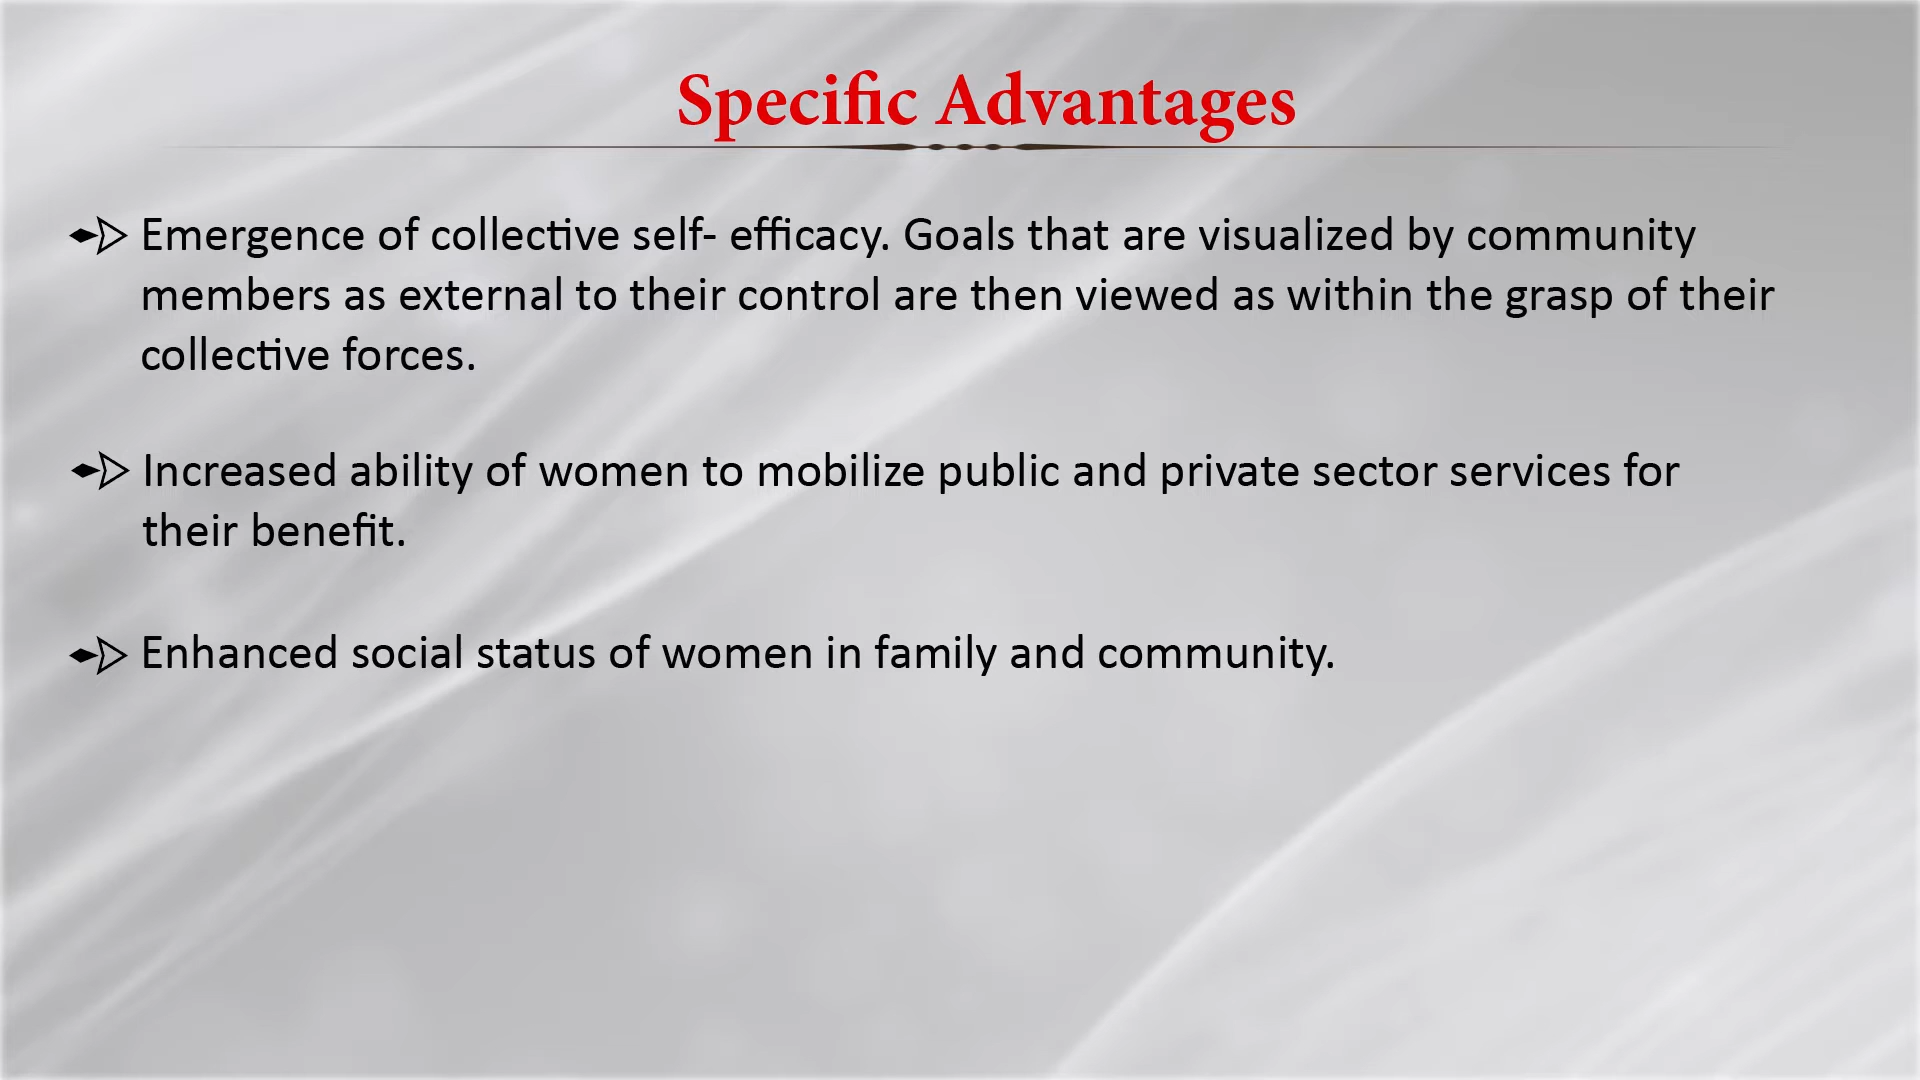 Specific Advantages
Emergence of collective self- efficacy. Goals that are visualized by community
members as external to their control are then viewed as within the grasp of their
collective forces.
Increased ability of women to mobilize public and private sector services for
their benefit.
Enhanced social status of women in family and community.